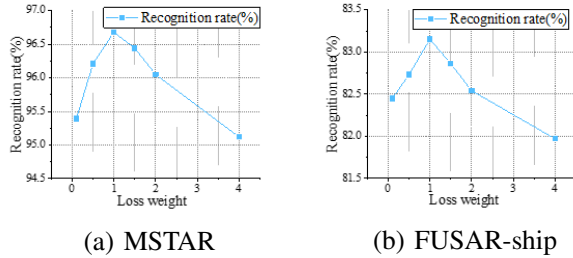 Recognition rate(%)
Recognition rate(%)
97.0
96.5
96.0
95.5
95.0
94.5
0 1 2 3 4
Loss weight
(a) MSTAR
Recognition rate(%)
Recognition rate(%)
83.5
83.0
82.5
82.0
81.5
0 1 2 3 4
Loss weight
(b) FUSAR-ship